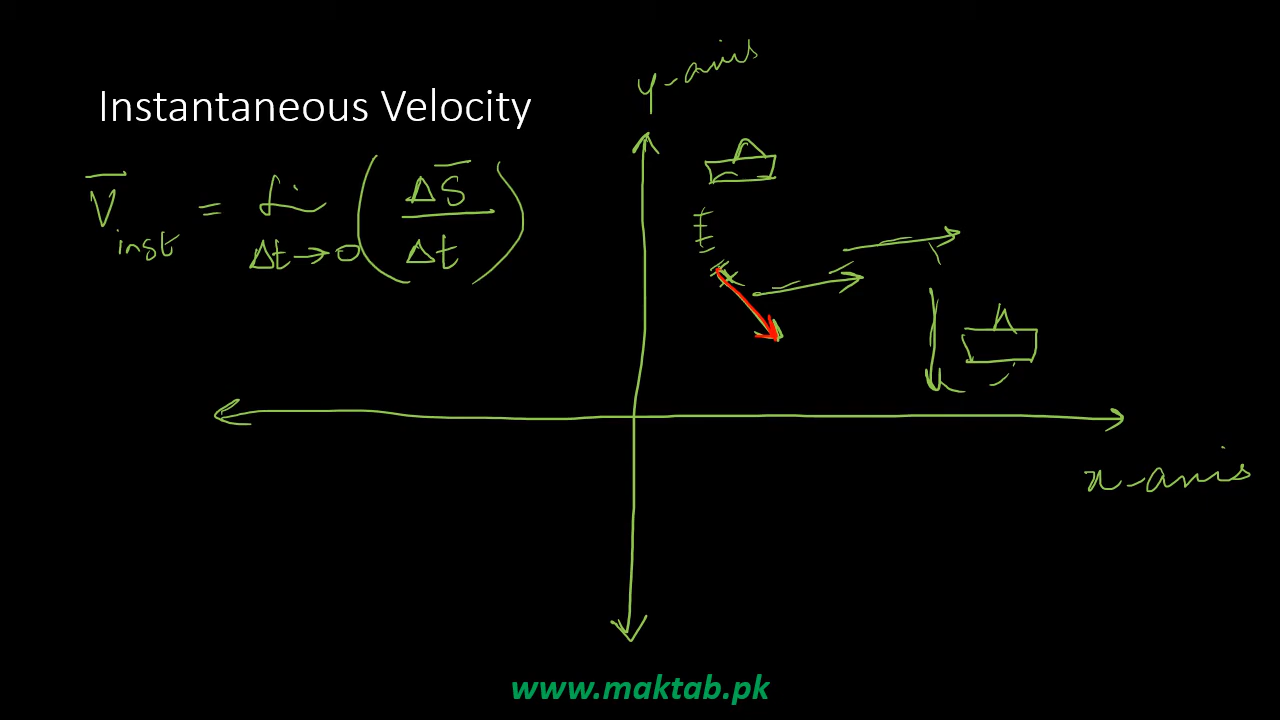 Instantaneous Velocity
V̅inst = Lim Δt→0 (ΔS̅/Δt)
y-axis
x-axis
www.maktab.pk